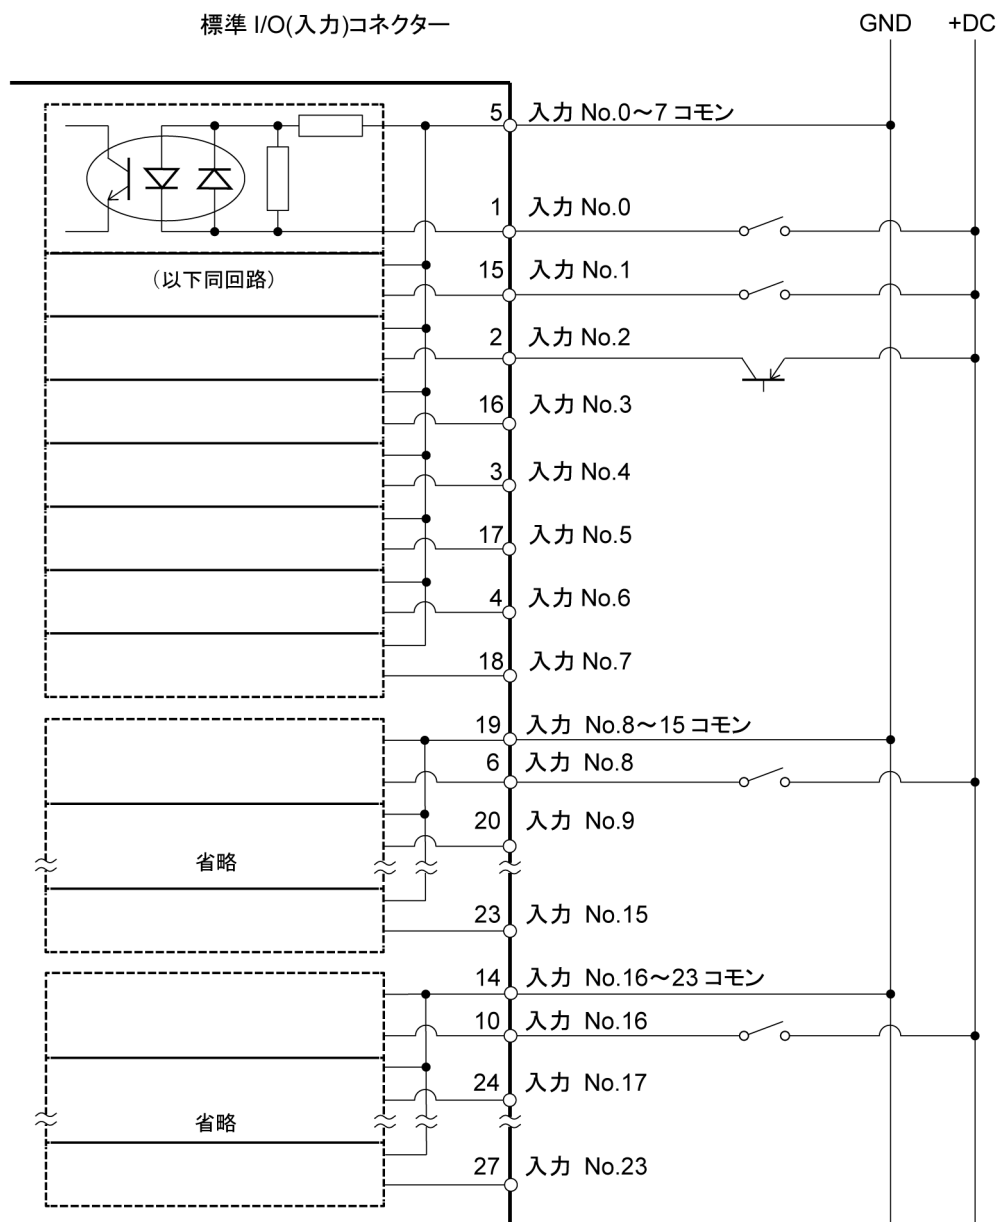 標準 I/O(入力)コネクター
GND +DC
5 入力 No.0～7 コモン
1 入力 No.0
(以下同回路)
15 入力 No.1
2 入力 No.2
16 入力 No.3
3 入力 No.4
17 入力 No.5
4 入力 No.6
18 入力 No.7
19 入力 No.8～15 コモン
6 入力 No.8
20 入力 No.9
省略
23 入力 No.15
14 入力 No.16～23 コモン
10 入力 No.16
24 入力 No.17
省略
27 入力 No.23